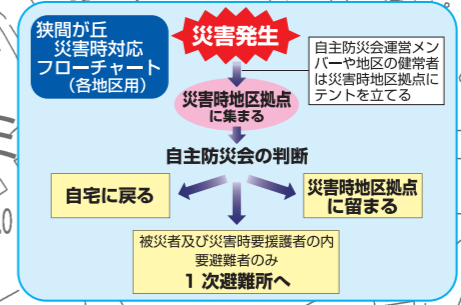 狭間が丘
災害時対応
フローチャート
（各地区用）
災害発生
自主防災会運営メン
バーや地区の健常者
は災害時地区拠点に
テントを立てる
災害時地区拠点
に集まる
自主防災会の判断
自宅に戻る
災害時地区拠点
に留まる
被災者及び災害時要援護者の内
要避難者のみ
1 次避難所へ